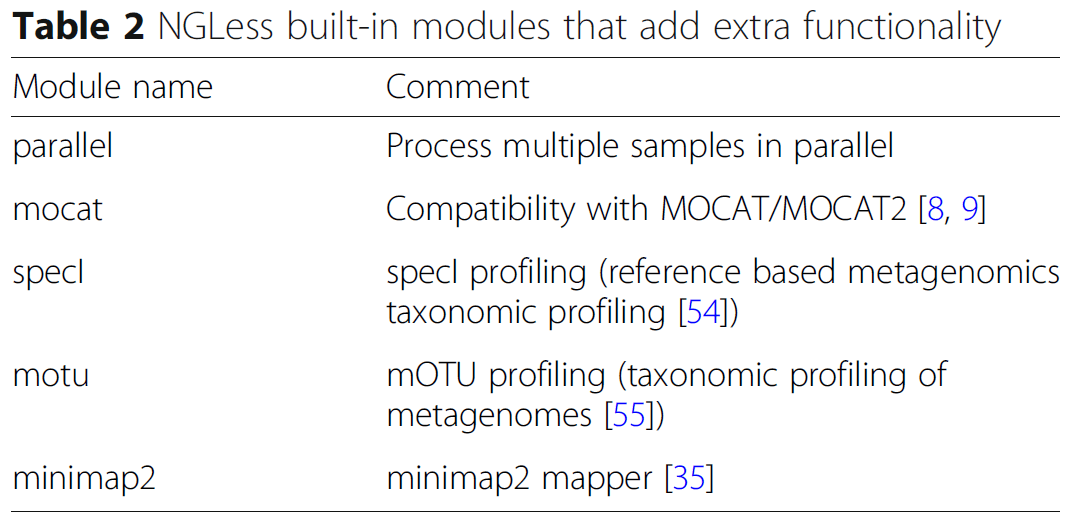 Table 2 NGLess built-in modules that add extra functionality
Module name Comment
parallel Process multiple samples in parallel
mocat Compatibility with MOCAT/MOCAT2 [8, 9]
specI specI profiling (reference based metagenomics
taxonomic profiling [54])
motu mOTU profiling (taxonomic profiling of
metagenomes [55])
minimap2 minimap2 mapper [35]